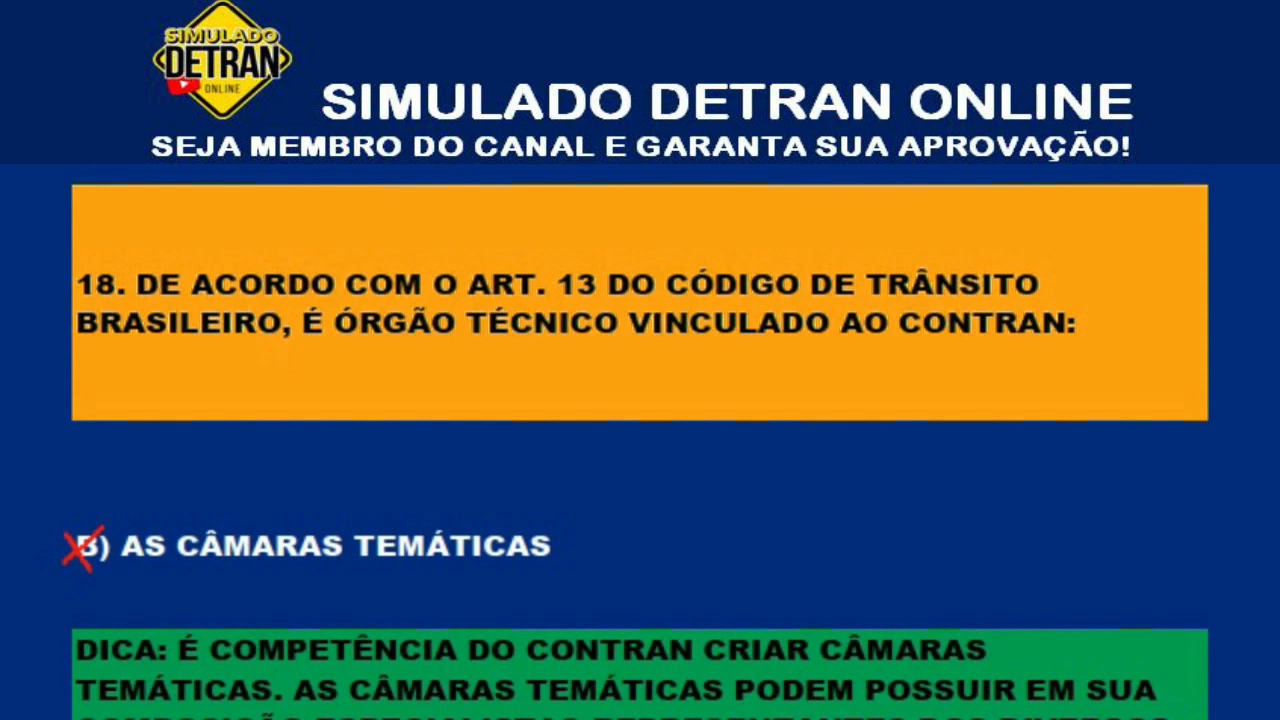 SIMULADO
DETRAN
ONLINE
SIMULADO DETRAN ONLINE
SEJA MEMBRO DO CANAL E GARANTA SUA APROVAÇÃO!
18. DE ACORDO COM O ART. 13 DO CÓDIGO DE TRÂNSITO
BRASILEIRO, É ÓRGÃO TÉCNICO VINCULADO AO CONTRAN:
B) AS CÂMARAS TEMÁTICAS
DICA: É COMPETÊNCIA DO CONTRAN CRIAR CÂMARAS
TEMÁTICAS. AS CÂMARAS TEMÁTICAS PODEM POSSUIR EM SUA